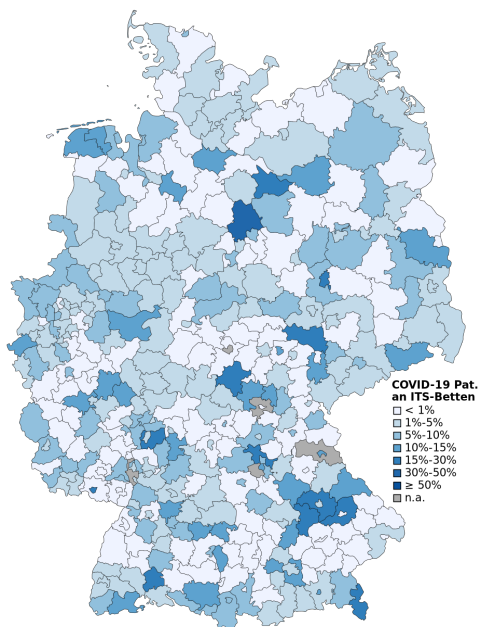 COVID-19 Pat.
an ITS-Betten
< 1%
1%-5%
5%-10%
10%-15%
15%-30%
30%-50%
≥ 50%
n.a.